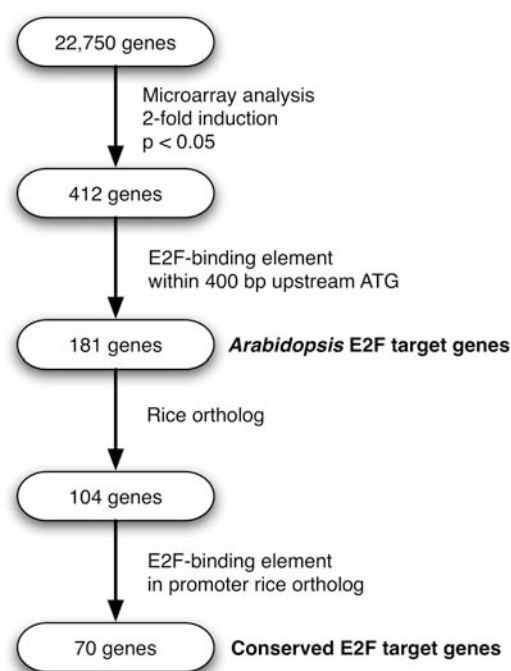 22,750 genes
Microarray analysis
2-fold induction
p < 0.05
412 genes
E2F-binding element
within 400 bp upstream ATG
181 genes
Arabidopsis E2F target genes
Rice ortholog
104 genes
E2F-binding element
in promoter rice ortholog
70 genes
Conserved E2F target genes